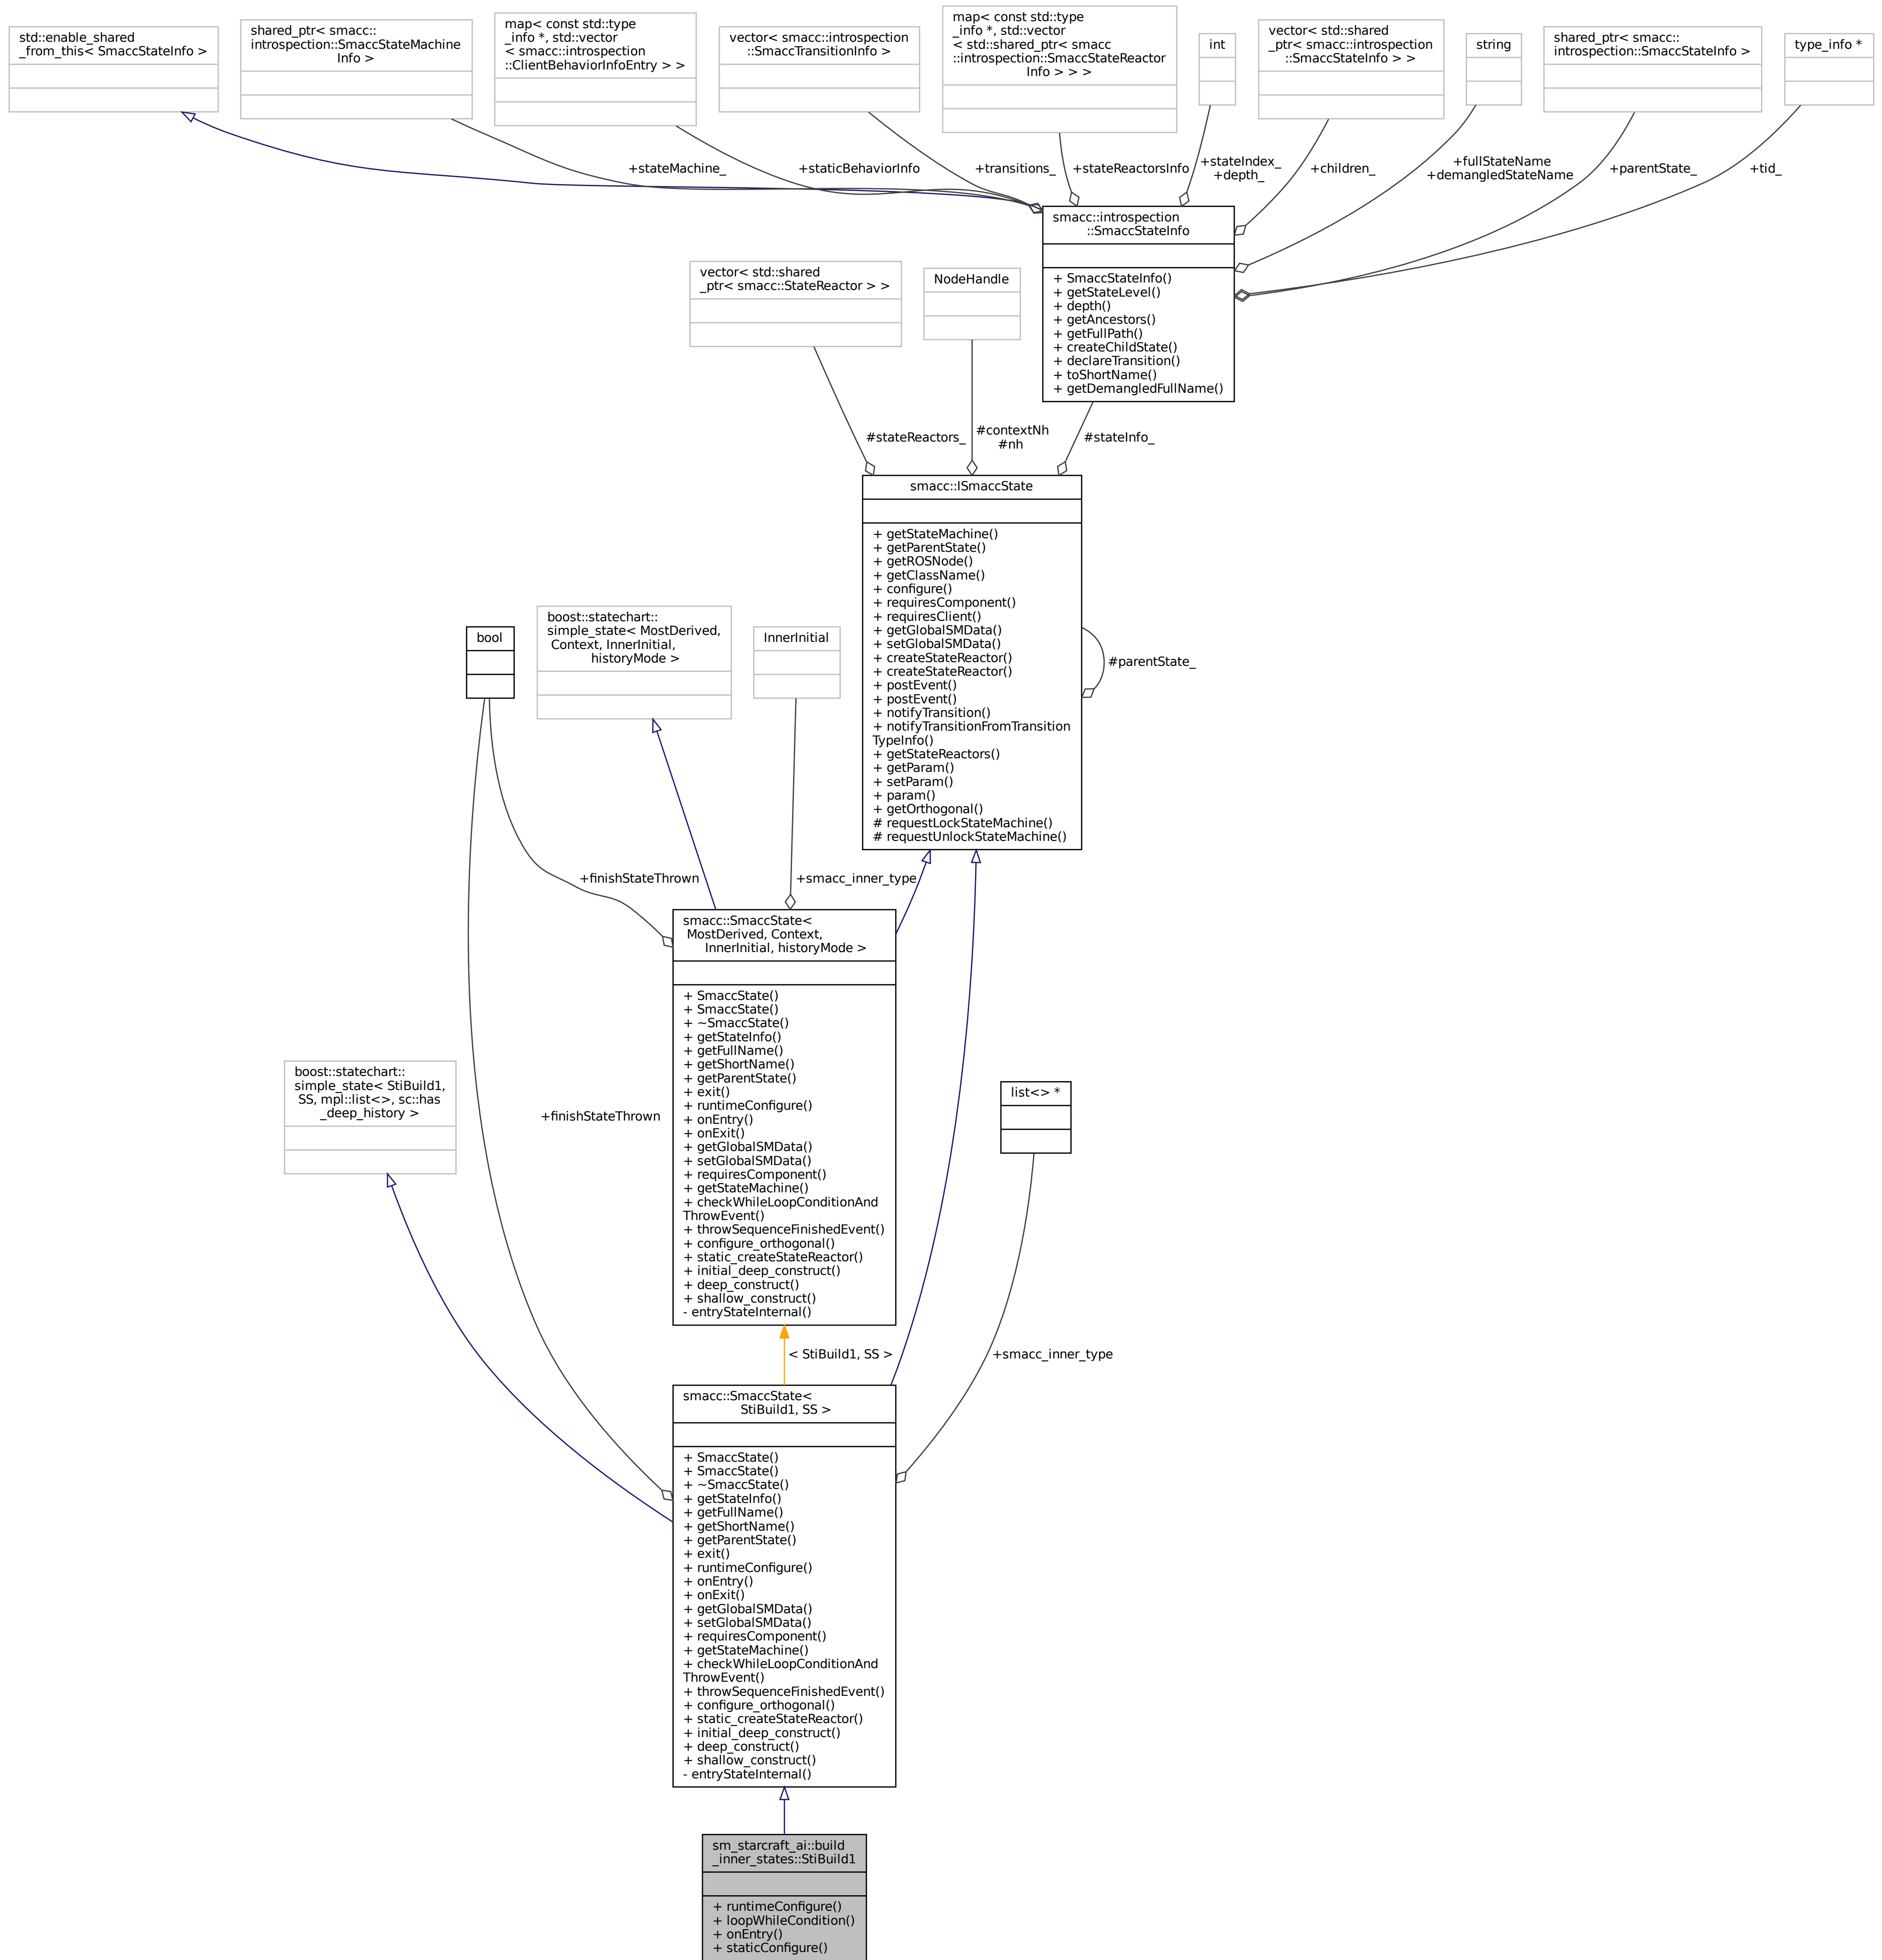 std::enable_shared
_from_this< SmaccStateInfo >
shared_ptr< smacc::
introspection::SmaccStateMachine
Info >
map< const std::type
_info *, std::vector
< smacc::introspection
::ClientBehaviorInfoEntry > >
vector< smacc::introspection
::SmaccTransitionInfo >
map< const std::type
_info *, std::vector
< std::shared_ptr< smacc
::introspection::SmaccStateReactor
Info > > >
int
vector< std::shared
_ptr< smacc::introspection
::SmaccStateInfo > >
string
shared_ptr< smacc::
introspection::SmaccStateInfo >
type_info *
+stateMachine_
+staticBehaviorInfo
+transitions_
+stateReactorsInfo
+stateIndex_
+depth_
+children_
+fullStateName
+demangledStateName
+parentState_
+tid_
smacc::introspection
::SmaccStateInfo
+ SmaccStateInfo()
+ getStateLevel()
+ depth()
+ getAncestors()
+ getFullPath()
+ createChildState()
+ declareTransition()
+ toShortName()
+ getDemangledFullName()
vector< std::shared
_ptr< smacc::StateReactor > >
NodeHandle
#stateReactors_
#contextNh
#nh
#stateInfo_
smacc::ISmaccState
+ getStateMachine()
+ getParentState()
+ getROSNode()
+ getClassName()
+ configure()
+ requiresComponent()
+ requiresClient()
+ getGlobalSMData()
+ setGlobalSMData()
+ createStateReactor()
+ createStateReactor()
+ postEvent()
+ postEvent()
+ notifyTransition()
+ notifyTransitionFromTransition
TypeInfo()
+ getStateReactors()
+ getParam()
+ setParam()
+ param()
+ getOrthogonal()
# requestLockStateMachine()
# requestUnlockStateMachine()
#parentState_
bool
boost::statechart::
simple_state< MostDerived,
Context, InnerInitial,
historyMode >
InnerInitial
+finishStateThrown
+smacc_inner_type
smacc::SmaccState<
MostDerived, Context,
InnerInitial, historyMode >
+ SmaccState()
+ SmaccState()
+ ~SmaccState()
+ getStateInfo()
+ getFullName()
+ getShortName()
+ getParentState()
+ exit()
+ runtimeConfigure()
+ onEntry()
+ onExit()
+ getGlobalSMData()
+ setGlobalSMData()
+ requiresComponent()
+ getStateMachine()
+ checkWhileLoopConditionAnd
ThrowEvent()
+ throwSequenceFinishedEvent()
+ configure_orthogonal()
+ static_createStateReactor()
+ initial_deep_construct()
+ deep_construct()
+ shallow_construct()
- entryStateInternal()
boost::statechart::
simple_state< StiBuild1,
SS, mpl::list<>, sc::has
_deep_history >
+finishStateThrown
list<> *
< StiBuild1, SS >
+smacc_inner_type
smacc::SmaccState<
StiBuild1, SS >
+ SmaccState()
+ SmaccState()
+ ~SmaccState()
+ getStateInfo()
+ getFullName()
+ getShortName()
+ getParentState()
+ exit()
+ runtimeConfigure()
+ onEntry()
+ onExit()
+ getGlobalSMData()
+ setGlobalSMData()
+ requiresComponent()
+ getStateMachine()
+ checkWhileLoopConditionAnd
ThrowEvent()
+ throwSequenceFinishedEvent()
+ configure_orthogonal()
+ static_createStateReactor()
+ initial_deep_construct()
+ deep_construct()
+ shallow_construct()
- entryStateInternal()
sm_starcraft_ai::build
_inner_states::StiBuild1
+ runtimeConfigure()
+ loopWhileCondition()
+ onEntry()
+ staticConfigure()